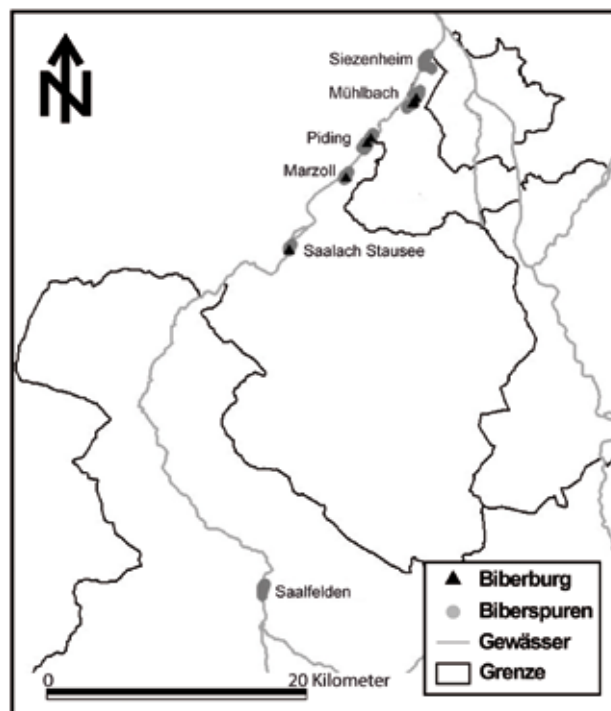 N
Siezenheim
Mühlbach
Piding
Marzoll
Saalach Stausee
Saalfelden
Biberburg
Biberspuren
Gewässer
Grenze
0 20 Kilometer